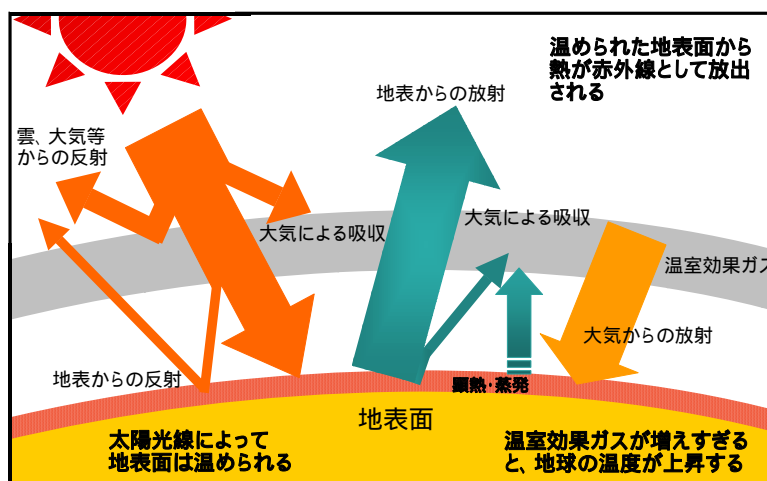 温められた地表面から
熱が赤外線として放出
される
地表からの放射
雲、大気等
からの反射
大気による吸収
大気による吸収
温室効果ガス
大気からの放射
地表からの反射
顕熱・蒸発
地表面
太陽光線によって
地表面は温められる
温室効果ガスが増えすぎる
と、地球の温度が上昇する